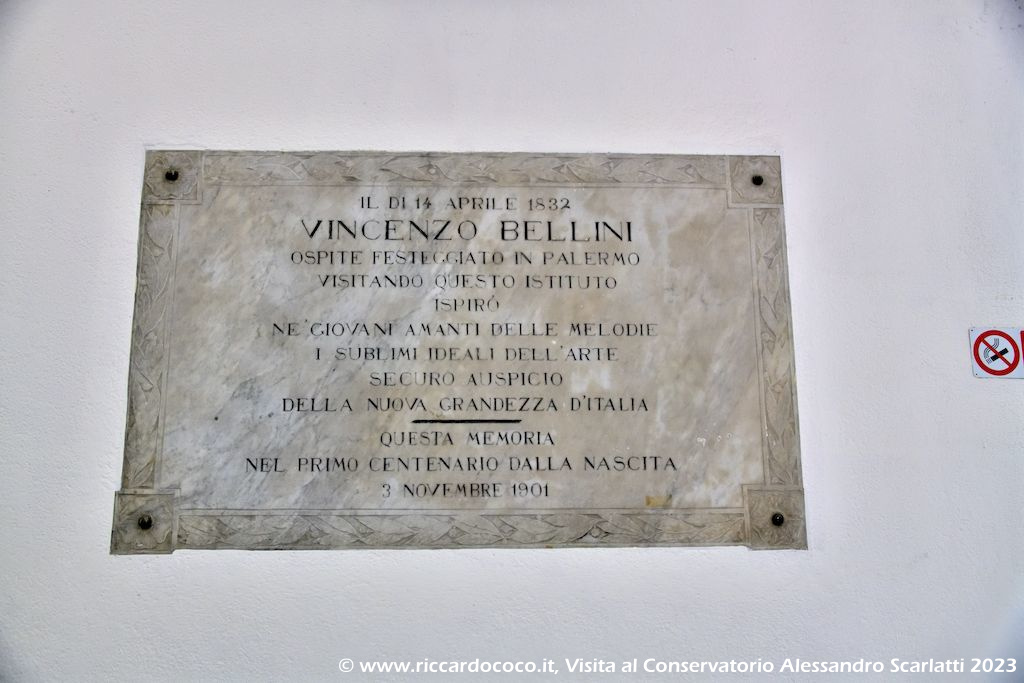 IL DI 14 APRILE 1832
VINCENZO BELLINI
OSPITE FESTEGGIATO IN PALERMO
VISITANDO QUESTO ISTITUTO
ISPIRÓ
NE' GIOVANI AMANTI DELLE MELODIE
I SUBLIMI IDEALI DELL'ARTE
SECURO AUSPICIO
DELLA NUOVA GRANDEZZA D'ITALIA
QUESTA MEMORIA
NEL PRIMO CENTENARIO DALLA NASCITA
3 NOVEMBRE 1901
© www.riccardococo.it, Visita al Conservatorio Alessandro Scarlatti 2023